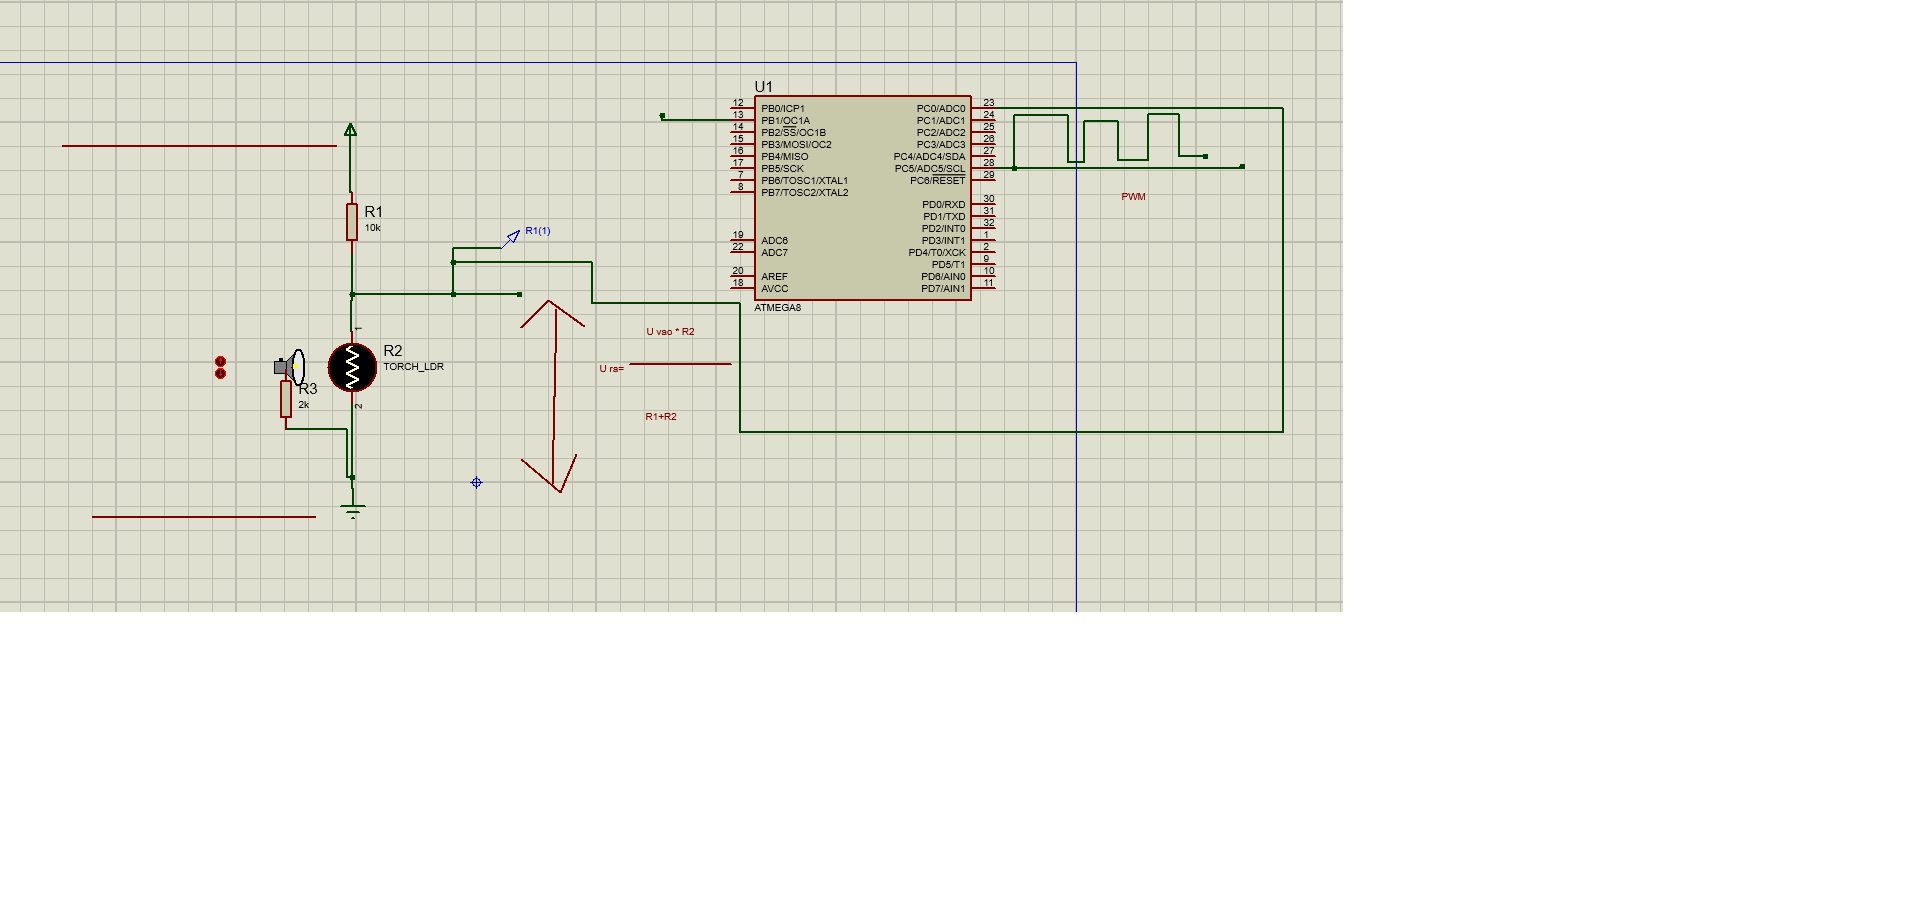 U1
12 PB0/ICP1 PC0/ADC0 23
13 PB1/OC1A PC1/ADC1 24
14 PB2/SS/OC1B PC2/ADC2 25
15 PB3/MOSI/OC2 PC3/ADC3 26
16 PB4/MISO PC4/ADC4/SDA 27
17 PB5/SCK PC5/ADC5/SCL 28
7 PB6/TOSC1/XTAL1 PC6/RESET 29
8 PB7/TOSC2/XTAL2
PD0/RXD 30
PD1/TXD 31
PD2/INT0 32
19 ADC6 PD3/INT1 1
22 ADC7 PD4/T0/XCK 2
PD5/T1 9
20 AREF PD6/AIN0 10
18 AVCC PD7/AIN1 11
ATMEGA8
PWM
R1
10k
R1(1)
1
R2
TORCH_LDR
2
R3
2k
U vao * R2
U ra=
R1+R2